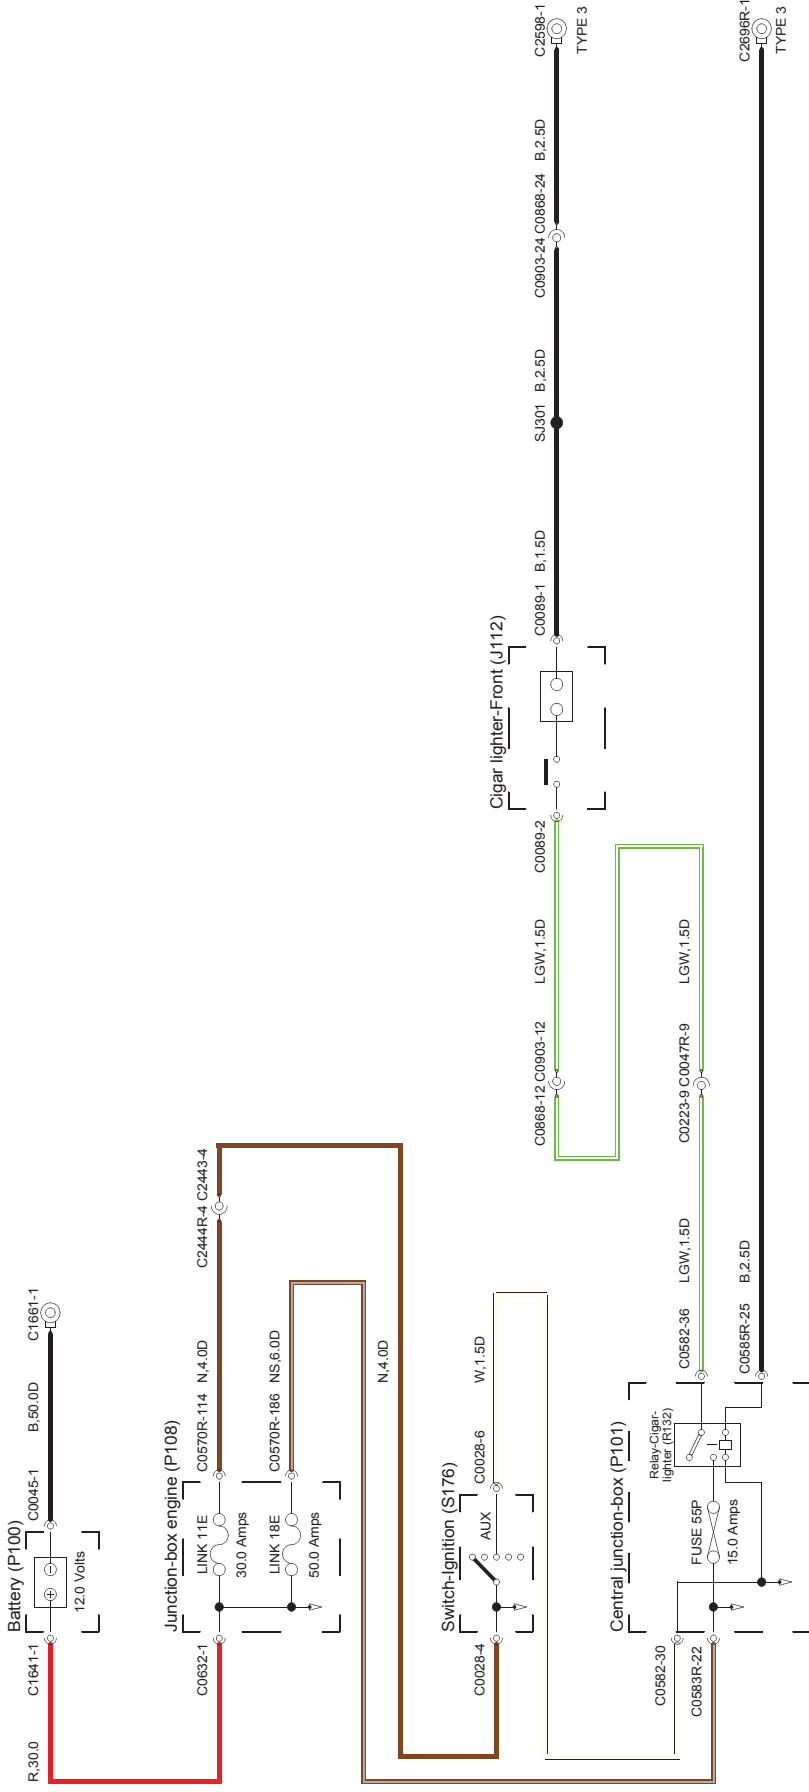 Battery (P100)
C1641-1
R,30.0
12.0 Volts
C0045-1
B,50.0D
C1661-1
Junction-box engine (P108)
C0632-1
LINK 11E
30.0 Amps
LINK 18E
50.0 Amps
C0570R-114
N,4.0D
C2444R-4
C2443-4
C0570R-186
NS,6.0D
N,4.0D
Switch-Ignition (S176)
C0028-4
AUX
C0028-6
W,1.5D
Cigar lighter-Front (J112)
C0868-12
C0903-12
LGW,1.5D
C0089-2
C0089-1
B,1.5D
SJ301
B,2.5D
C0903-24
C0868-24
B,2.5D
C2598-1
TYPE 3
Central junction-box (P101)
C0582-30
C0583R-22
FUSE 55P
15.0 Amps
Relay-Cigar-
lighter (R132)
C0582-36
LGW,1.5D
C0223-9
C0047R-9
LGW,1.5D
C0585R-25
B,2.5D
C2696R-1
TYPE 3